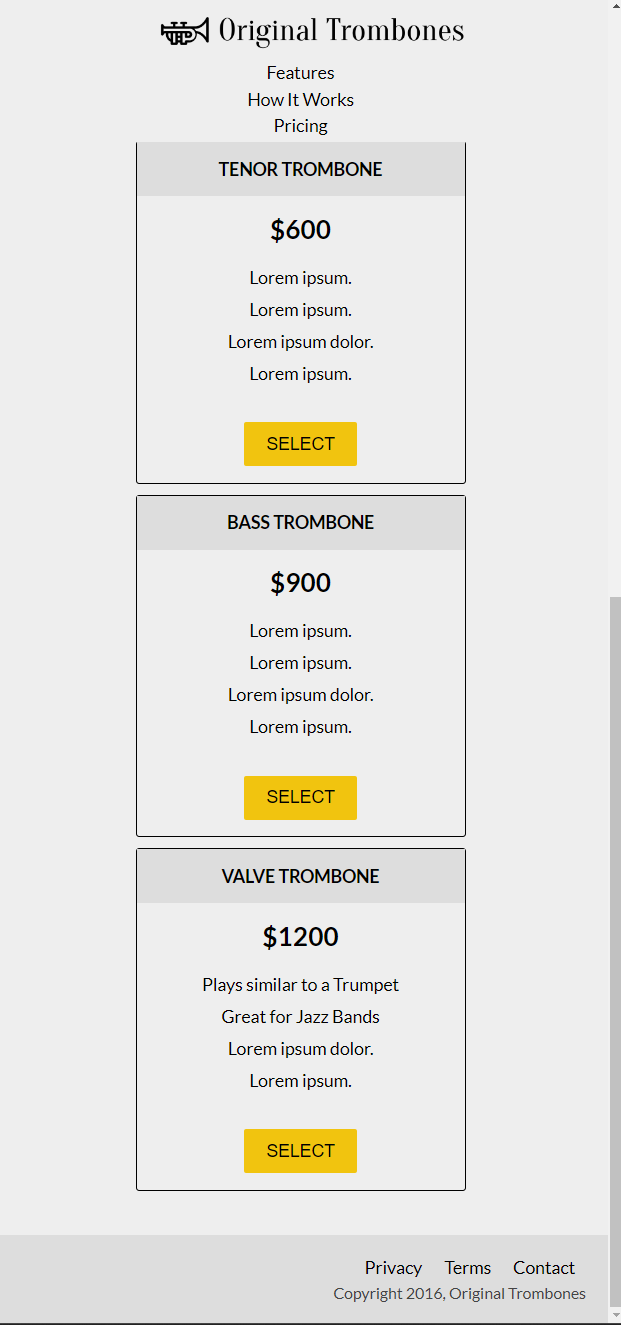 Original Trombones
Features
How It Works
Pricing
TENOR TROMBONE
$600
Lorem ipsum.
Lorem ipsum.
Lorem ipsum dolor.
Lorem ipsum.
SELECT
BASS TROMBONE
$900
Lorem ipsum.
Lorem ipsum.
Lorem ipsum dolor.
Lorem ipsum.
SELECT
VALVE TROMBONE
$1200
Plays similar to a Trumpet
Great for Jazz Bands
Lorem ipsum dolor.
Lorem ipsum.
SELECT
Privacy Terms Contact
Copyright 2016, Original Trombones